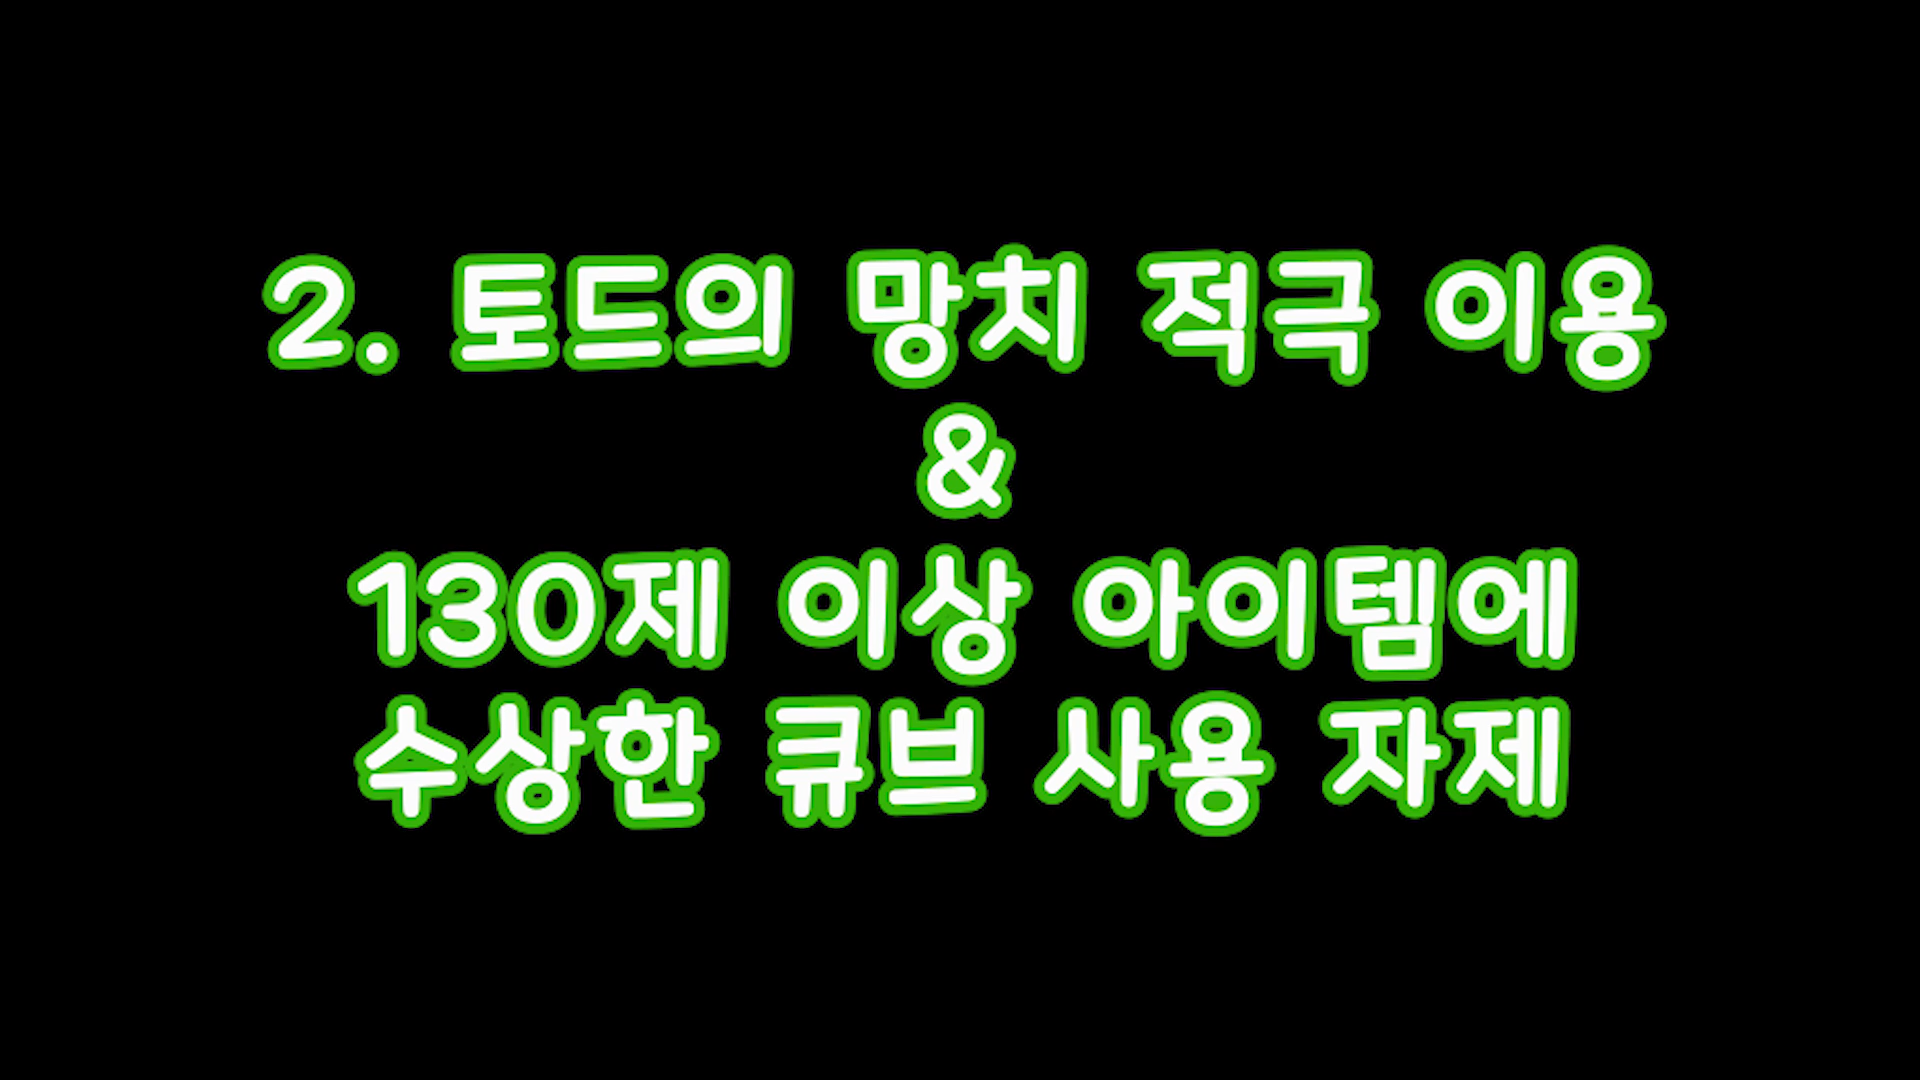 2. 토드의 망치 적극 이용
&
130제 이상 아이템에
수상한 큐브 사용 자제